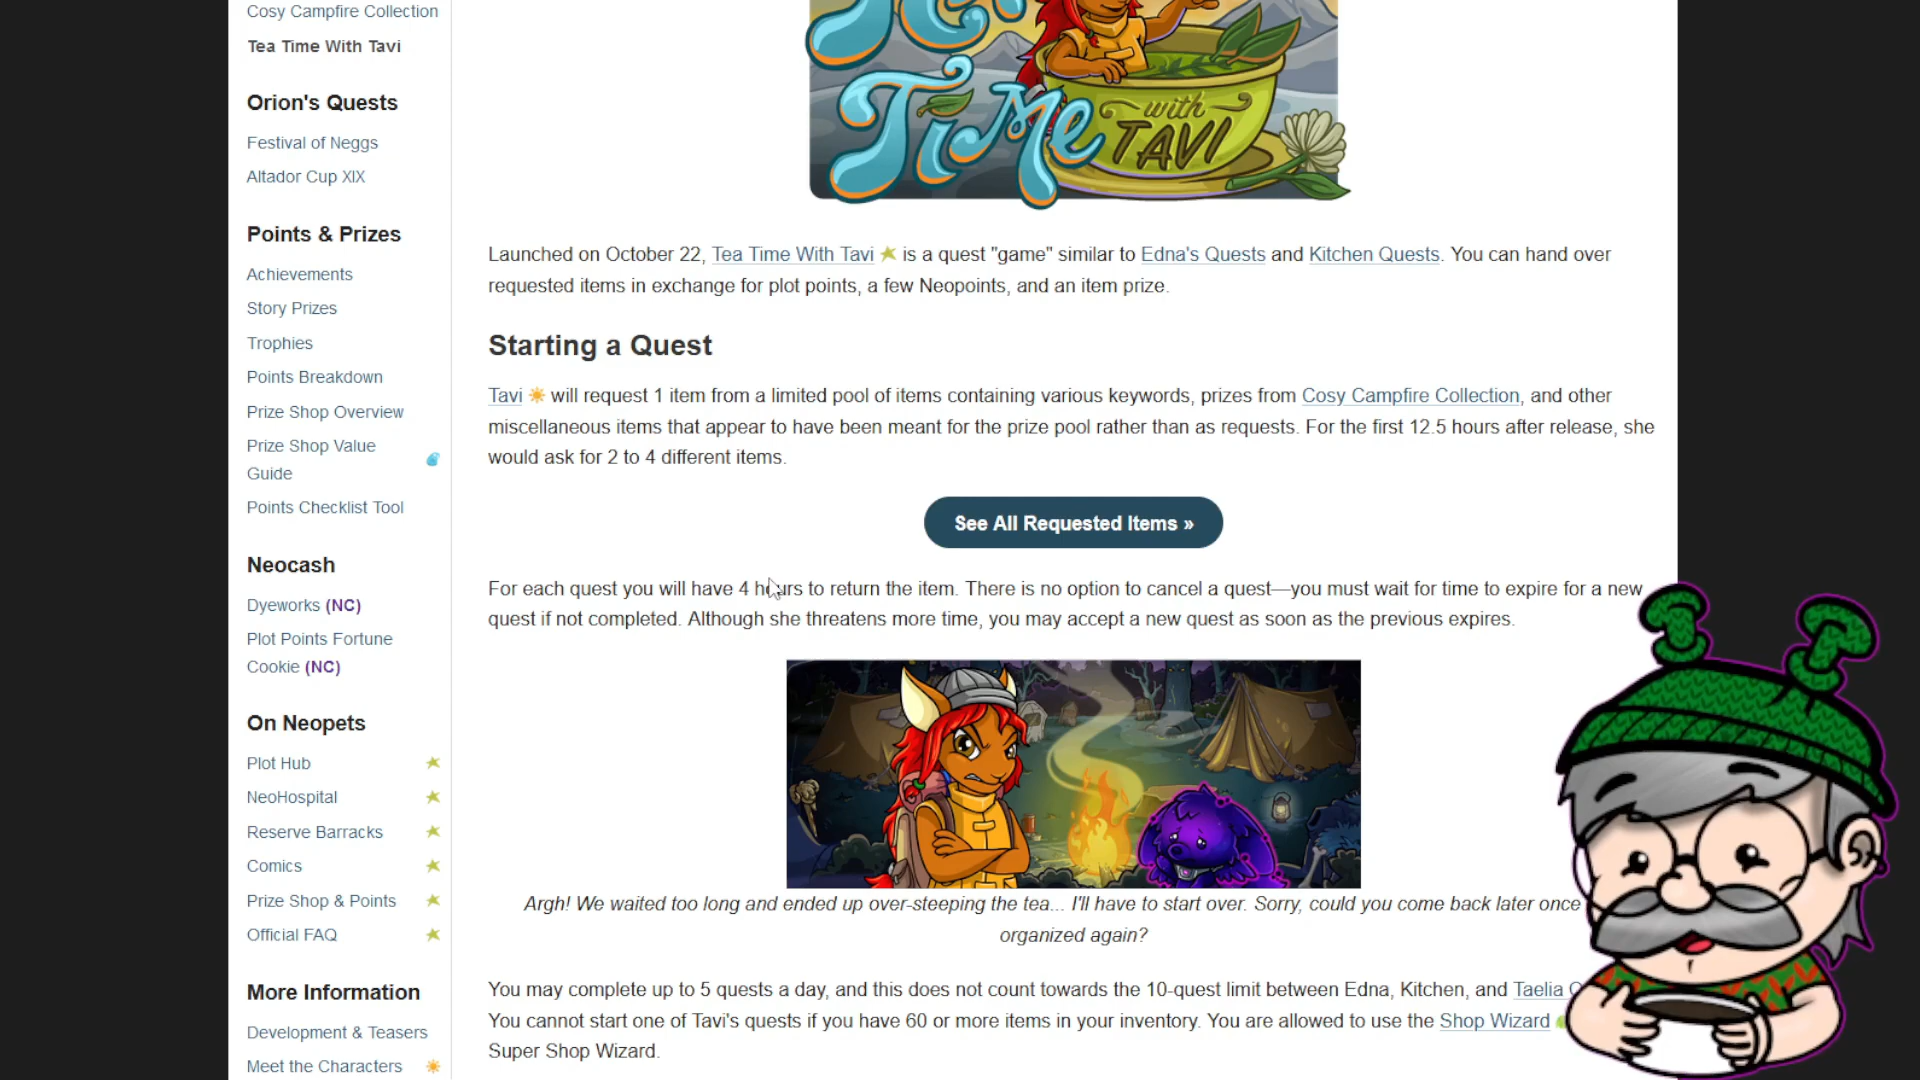 Cosy Campfire Collection
Tea Time With Tavi
Orion's Quests
Festival of Neggs
Altador Cup XIX
Points & Prizes
Achievements
Story Prizes
Trophies
Points Breakdown
Prize Shop Overview
Prize Shop Value
Guide
Points Checklist Tool
Neocash
Dyeworks (NC)
Plot Points Fortune
Cookie (NC)
On Neopets
Plot Hub
NeoHospital
Reserve Barracks
Comics
Prize Shop & Points
Official FAQ
More Information
Development & Teasers
Meet the Characters
Time
with
TAVI
Launched on October 22, Tea Time With Tavi is a quest "game" similar to Edna's Quests and Kitchen Quests. You can hand over
requested items in exchange for plot points, a few Neopoints, and an item prize.
Starting a Quest
Tavi will request 1 item from a limited pool of items containing various keywords, prizes from Cosy Campfire Collection, and other
miscellaneous items that appear to have been meant for the prize pool rather than as requests. For the first 12.5 hours after release, she
would ask for 2 to 4 different items.
See All Requested Items »
For each quest you will have 4 hours to return the item. There is no option to cancel a quest—you must wait for time to expire for a new
quest if not completed. Although she threatens more time, you may accept a new quest as soon as the previous expires.
Argh! We waited too long and ended up over-steeping the tea... I'll have to start over. Sorry, could you come back later once
organized again?
You may complete up to 5 quests a day, and this does not count towards the 10-quest limit between Edna, Kitchen, and Taelia
You cannot start one of Tavi's quests if you have 60 or more items in your inventory. You are allowed to use the Shop Wizard
Super Shop Wizard.